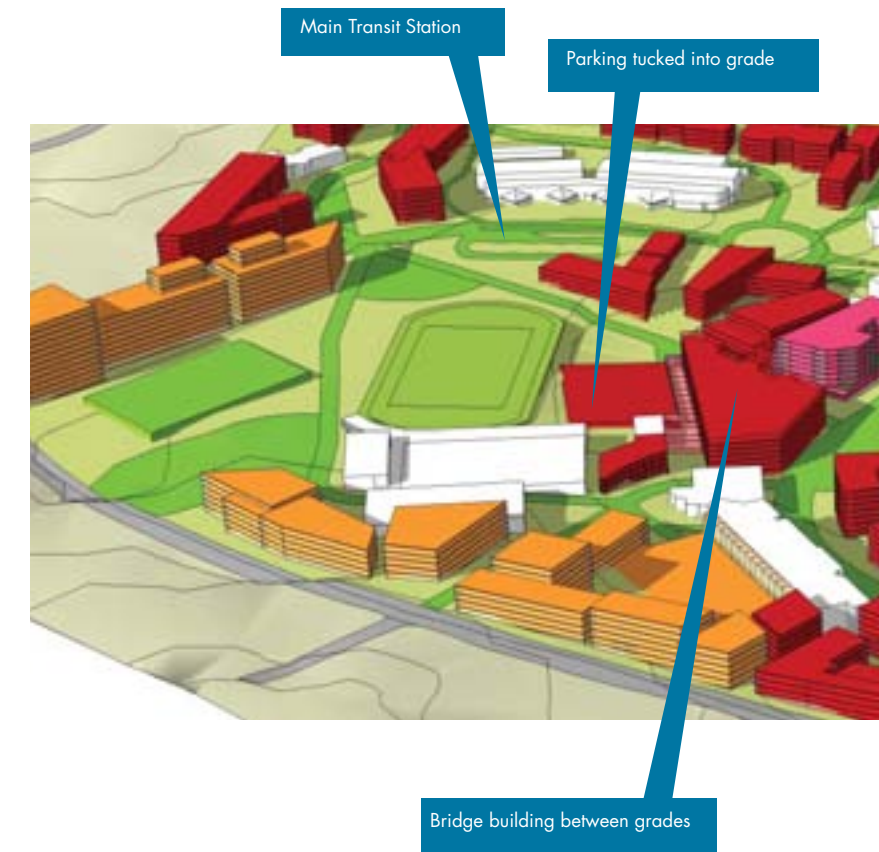 Main Transit Station
Parking tucked into grade
Bridge building between grades